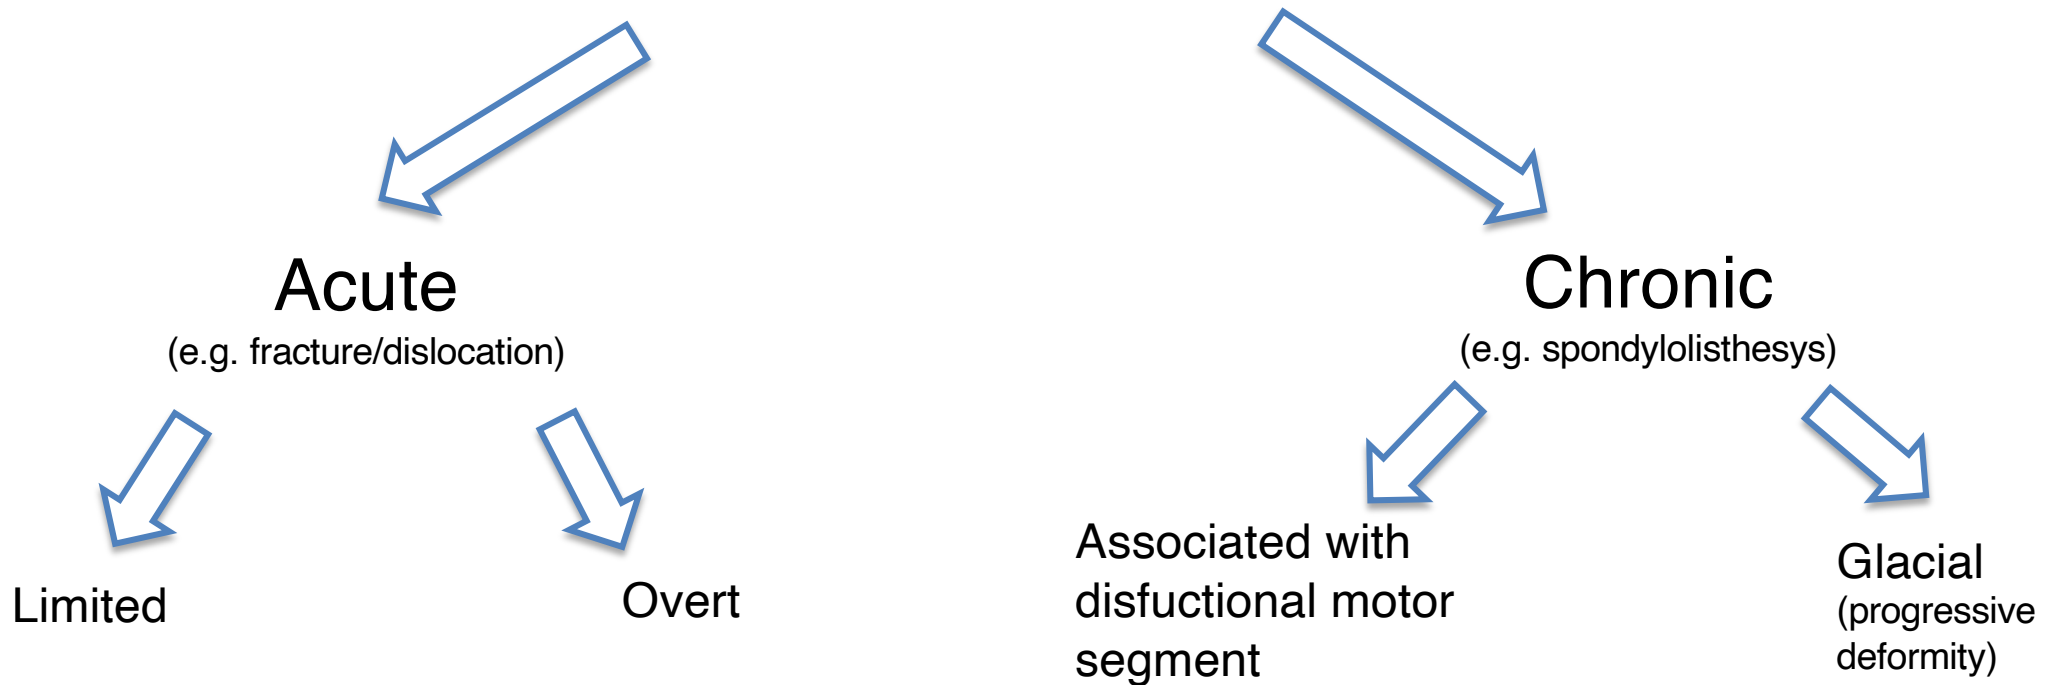 Acute
(e.g. fracture/dislocation)
Chronic
(e.g. spondylolisthesys)
Limited
Overt
Associated with
disfuctional motor
segment
Glacial
(progressive
deformity)